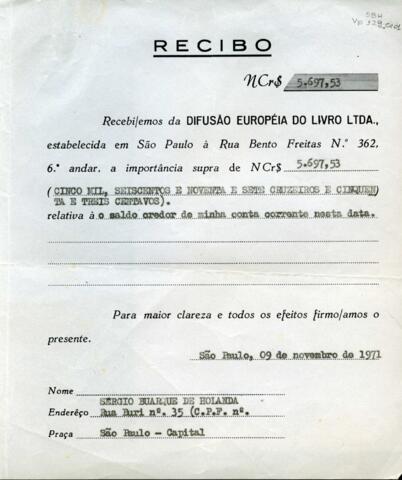 SBH
RECIBO
NCr$ 5.697,53
Recebi/emos da DIFUSÃO EUROPÉIA DO LIVRO LTDA.,
estabelecida em São Paulo à Rua Bento Freitas N.º 362,
6.º andar, a importância supra de NCr$ 5.697,53
(CINCO MIL, SEISCENTOS E NOVENTA E SETE CRUZEIROS E CINQUEN)
TA E TREIS CENTAVOS).
relativa à o saldo credor de minha conta corrente nesta data.
Para maior clareza e todos os efeitos firmo/amos o
presente.
São Paulo, 09 de novembro de 1971
Nome
SERGIO BUARQUE DE HOLANDA
Endereço Rua Buri nº. 35 (C.P.F. nº.
Praça São Paulo - Capital